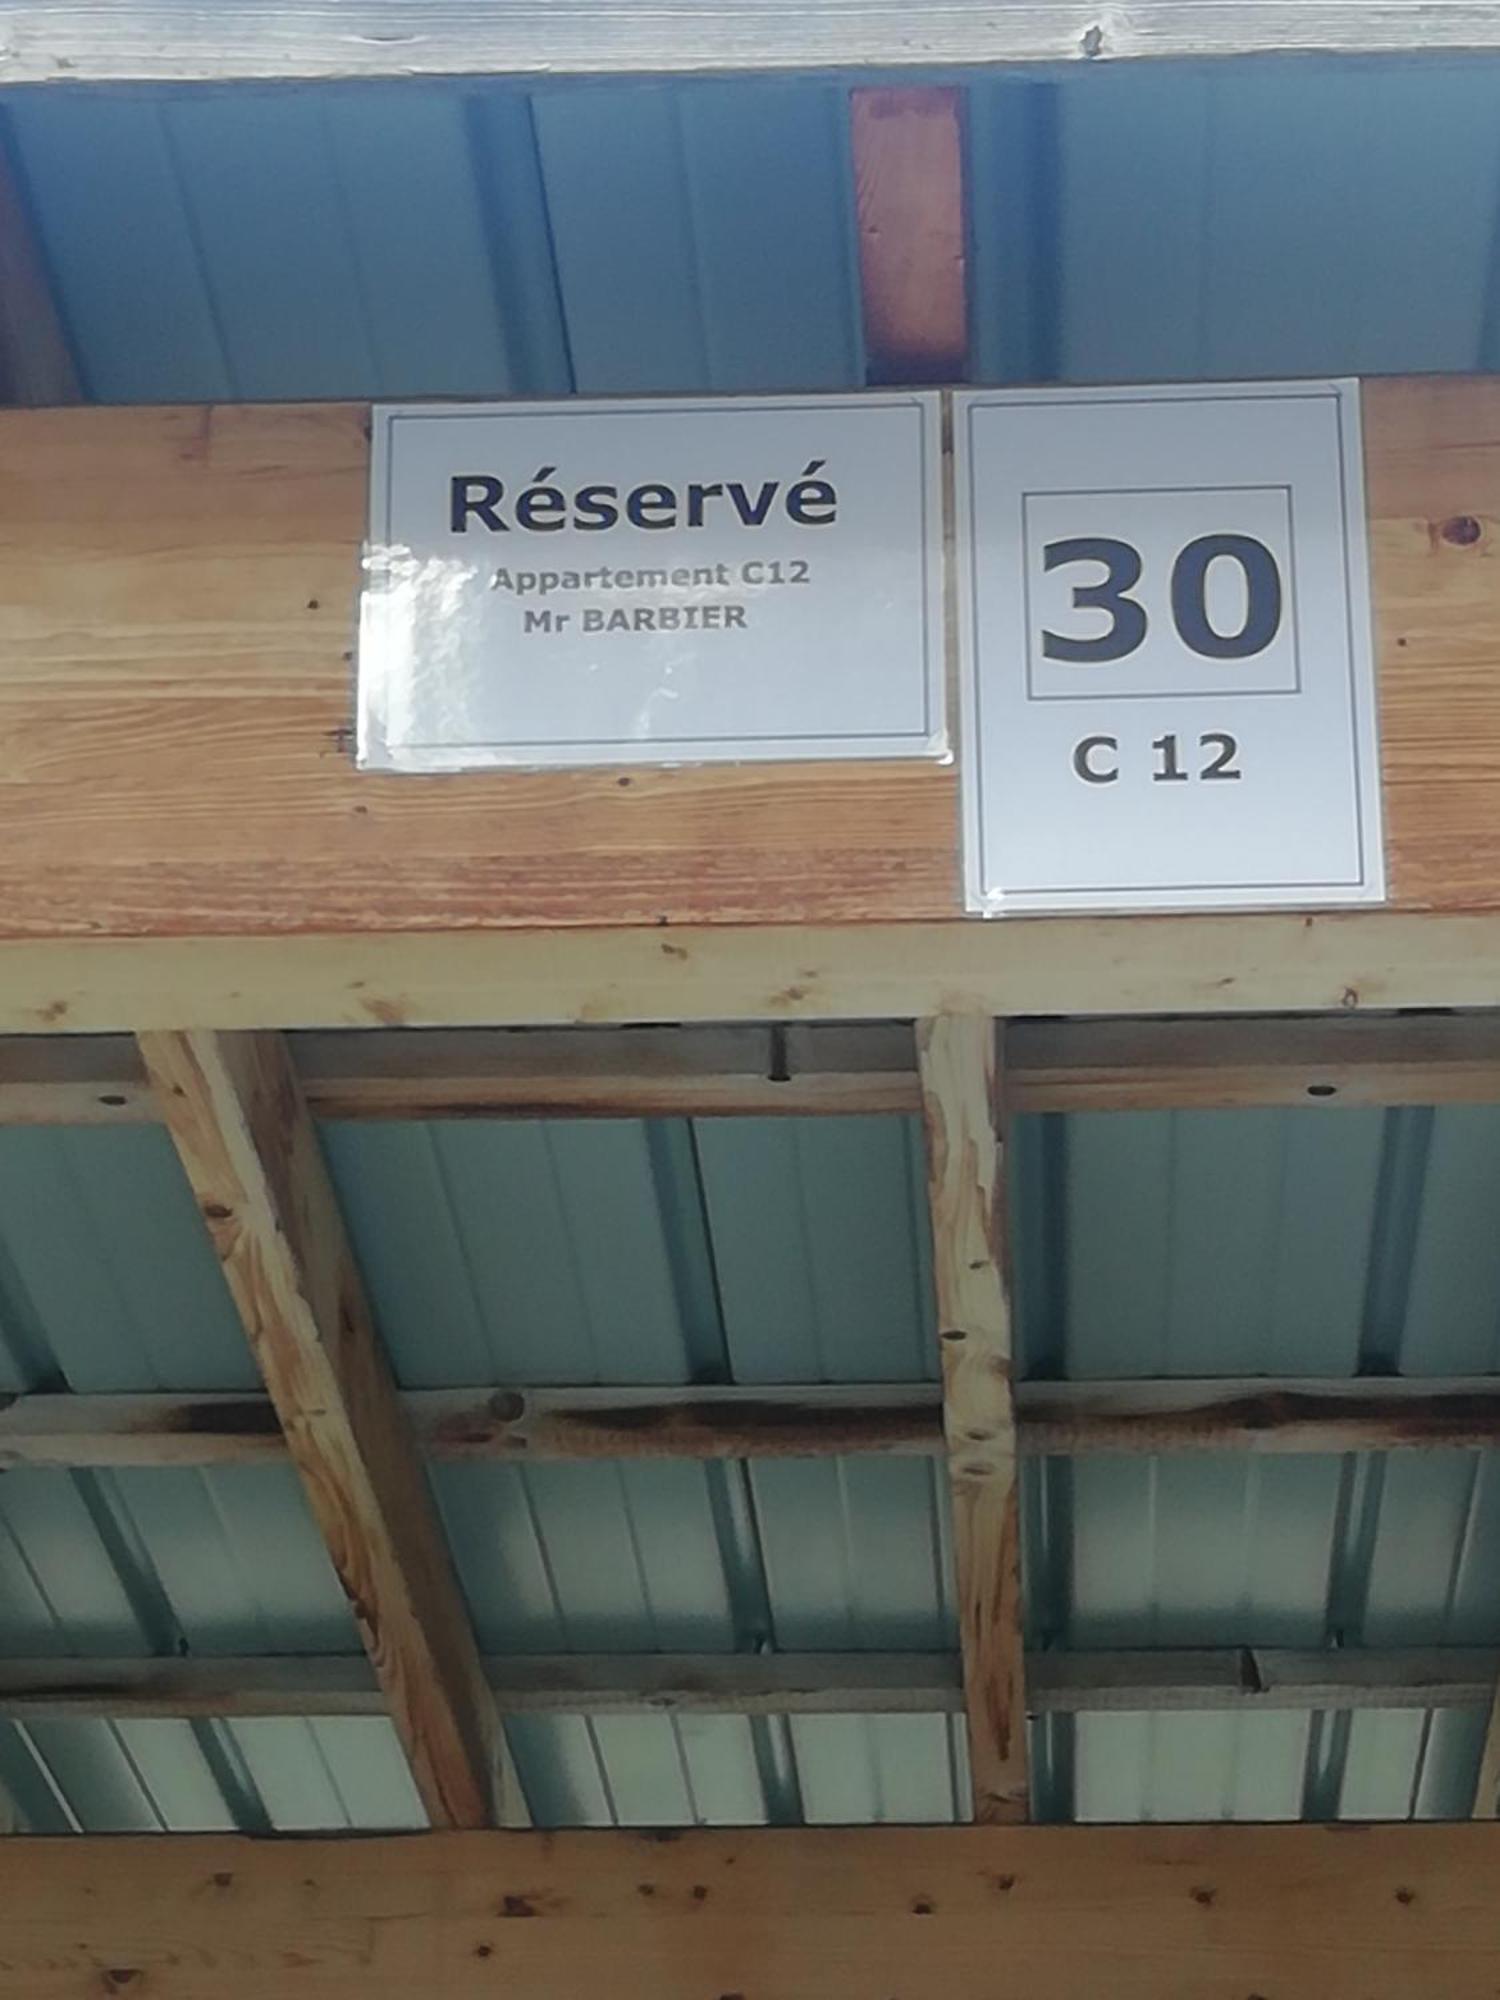 Réservé
Appartement C12
Mr BARBIER
30
C 12